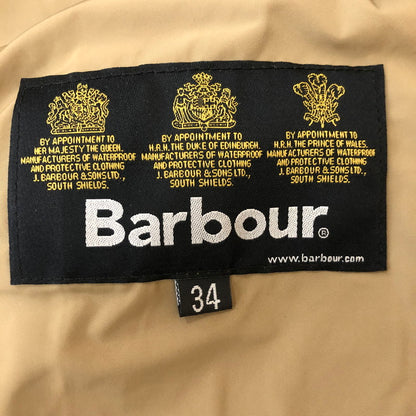 BY APPOINTMENT TO
HER MAJESTY THE QUEEN,
MANUFACTURERS OF WATERPROOF
AND PROTECTIVE CLOTHING
J. BARBOUR & SONS LTD.,
SOUTH SHIELDS.
BY APPOINTMENT TO
H.R.H. THE DUKE OF EDINBURGH,
MANUFACTURERS OF WATERPROOF
AND PROTECTIVE CLOTHING
J. BARBOUR & SONS LTD.,
SOUTH SHIELDS.
BY APPOINTMENT TO
H.R.H. THE PRINCE OF WALES,
MANUFACTURERS OF WATERPROOF
AND PROTECTIVE CLOTHING
J. BARBOUR & SONS LTD.,
SOUTH SHIELDS.
Barbour®
www.barbour.com
34